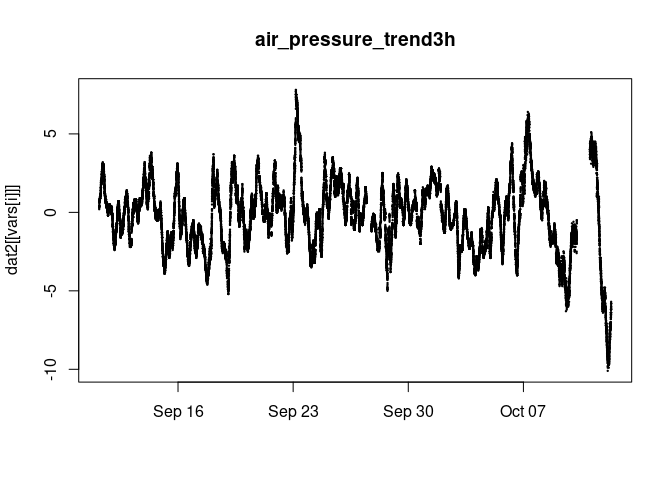 air_pressure_trend3h
dat2[[vars[i]]]
5
0
-5
-10
Sep 16
Sep 23
Sep 30
Oct 07